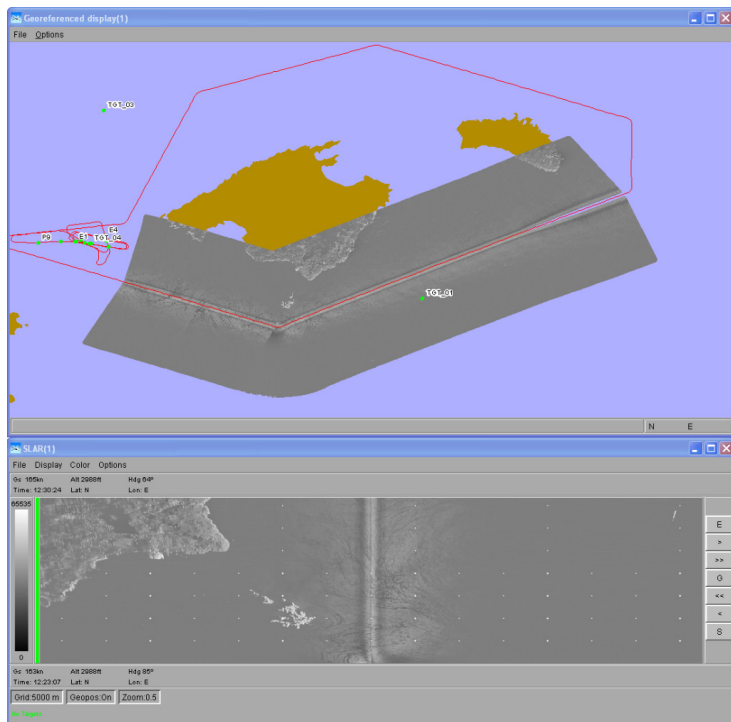 Georeferenced display(1)
File Options
TGT_03
P9 E1 E4
TGT_04
TGT_01
N E
SLAR(1)
File Display Color Options
Gs 165kn Alt 2988ft Hdg 64°
Time: 12:30:24 Lat: N Lon: E
65535
E
>
>>
G
<<
<
S
0
Gs 163kn Alt 2988ft Hdg 85°
Time: 12:23:07 Lat: N Lon: E
Grid:5000 m Geopos:On Zoom:0.5